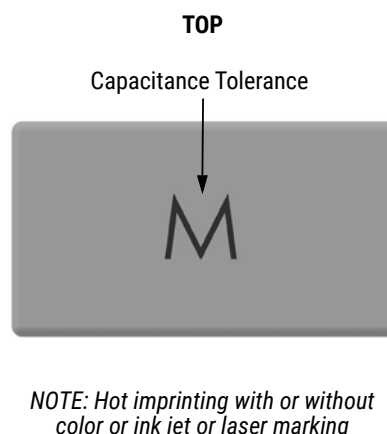 TOP
Capacitance Tolerance
M
NOTE: Hot imprinting with or without
color or ink jet or laser marking